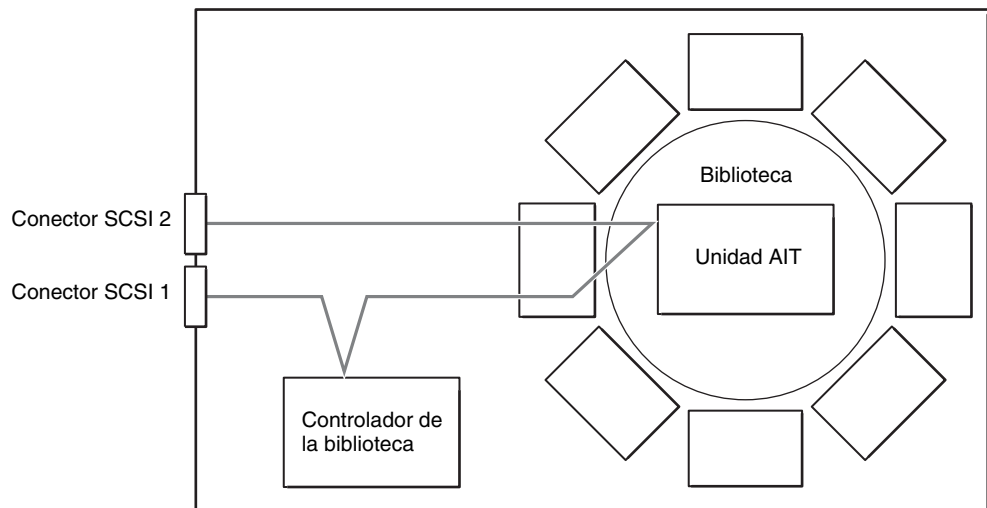 Biblioteca
Conector SCSI 2
Unidad AIT
Conector SCSI 1
Controlador de
la biblioteca